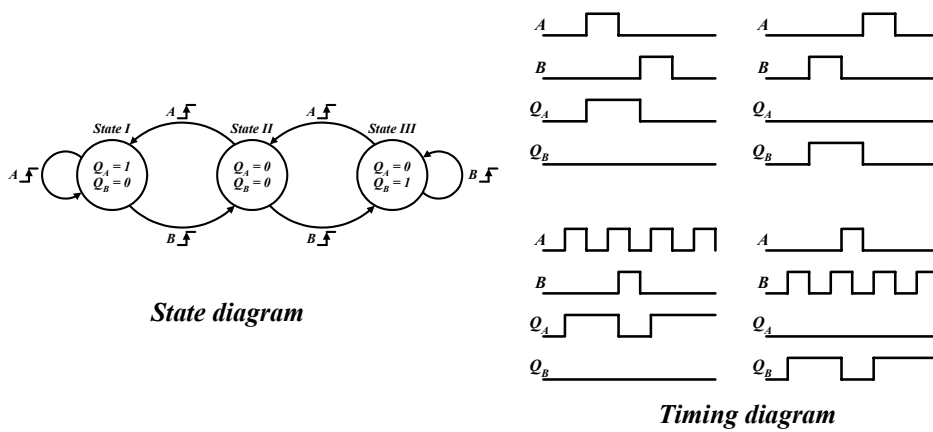 A
B
State I
State II
State III
A
Q_A = 1
Q_B = 0
Q_A = 0
Q_B = 0
Q_A = 0
Q_B = 1
A
B
B
B
State diagram
A
B
Q_A
Q_B
A
B
Q_A
Q_B
A
B
Q_A
Q_B
A
B
Q_A
Q_B
Timing diagram